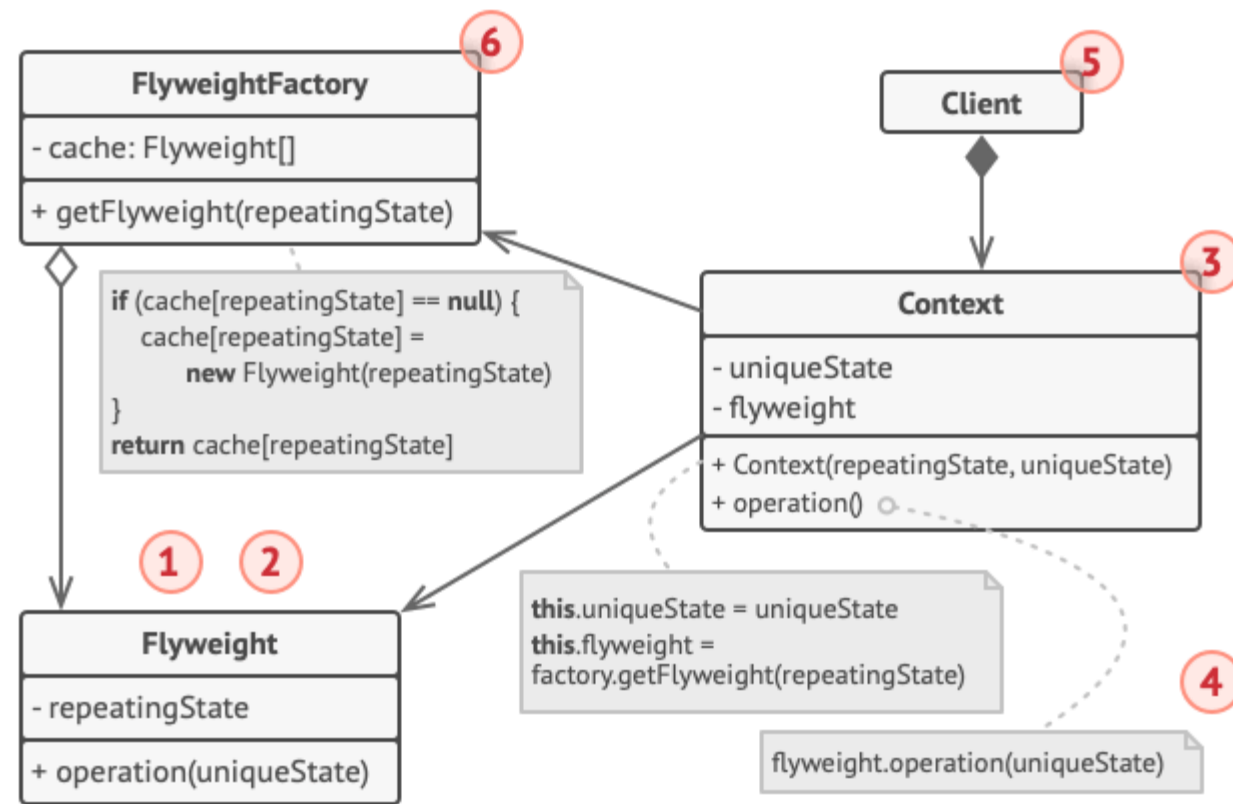 6
FlyweightFactory
- cache: Flyweight[]
+ getFlyweight(repeatingState)
if (cache[repeatingState] == null) {
cache[repeatingState] =
new Flyweight(repeatingState)
}
return cache[repeatingState]
5
Client
3
Context
- uniqueState
- flyweight
+ Context(repeatingState, uniqueState)
+ operation()
1
2
Flyweight
- repeatingState
+ operation(uniqueState)
this.uniqueState = uniqueState
this.flyweight =
factory.getFlyweight(repeatingState)
4
flyweight.operation(uniqueState)